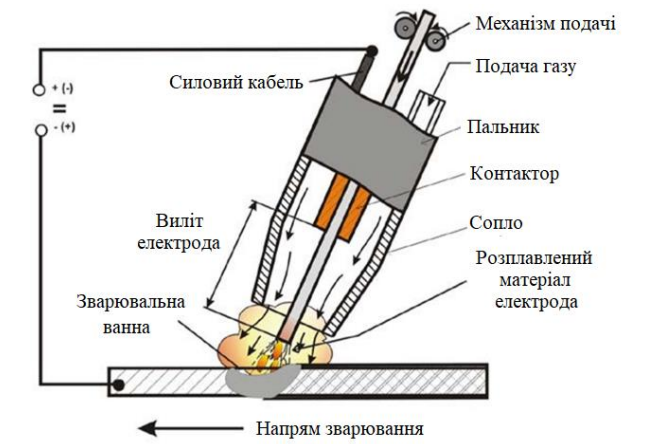 Механізм подачі
Подача газу
Силовий кабель
+ (-)
=
- (+)
Пальник
Контактор
Виліт
електрода
Сопло
Розплавлений
матеріал
електрода
Зварювальна
ванна
Напрям зварювання